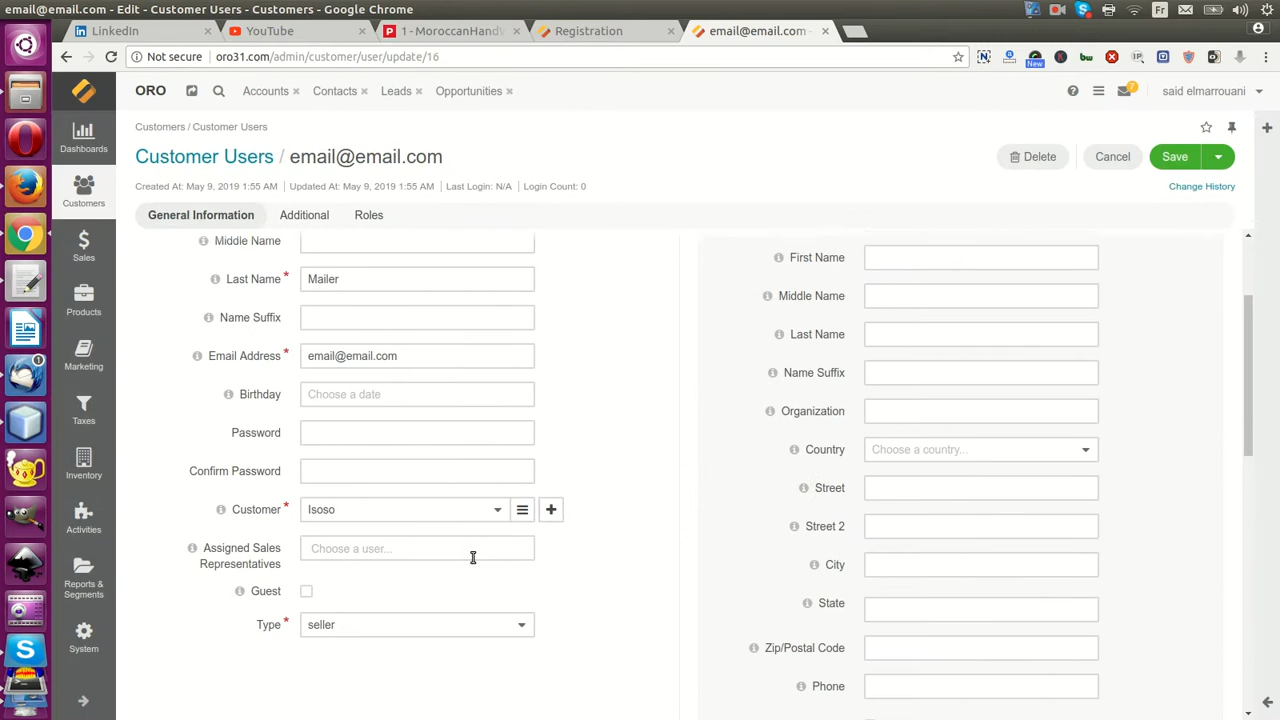 email@email.com - Edit - Customer Users - Customers - Google Chrome
Fr
LinkedIn
YouTube
1 - MoroccanHand
Registration
email@email.com -
Not secure
oro31.com/admin/customer/user/update/16
New
ORO
Accounts
Contacts
Leads
Opportunities
7
said elmarrouani
Dashboards
Customers
Sales
Products
Marketing
Taxes
Inventory
Activities
Reports & Segments
System
Customers / Customer Users
Customer Users / email@email.com
Delete
Cancel
Save
Created At: May 9, 2019 1:55 AM
Updated At: May 9, 2019 1:55 AM
Last Login: N/A
Login Count: 0
Change History
General Information
Additional
Roles
Middle Name
Last Name * Mailer
Name Suffix
Email Address * email@email.com
Birthday Choose a date
Password
Confirm Password
Customer * Isoso
Assigned Sales Representatives Choose a user...
Guest
Type * seller
First Name
Middle Name
Last Name
Name Suffix
Organization
Country Choose a country...
Street
Street 2
City
State
Zip/Postal Code
Phone